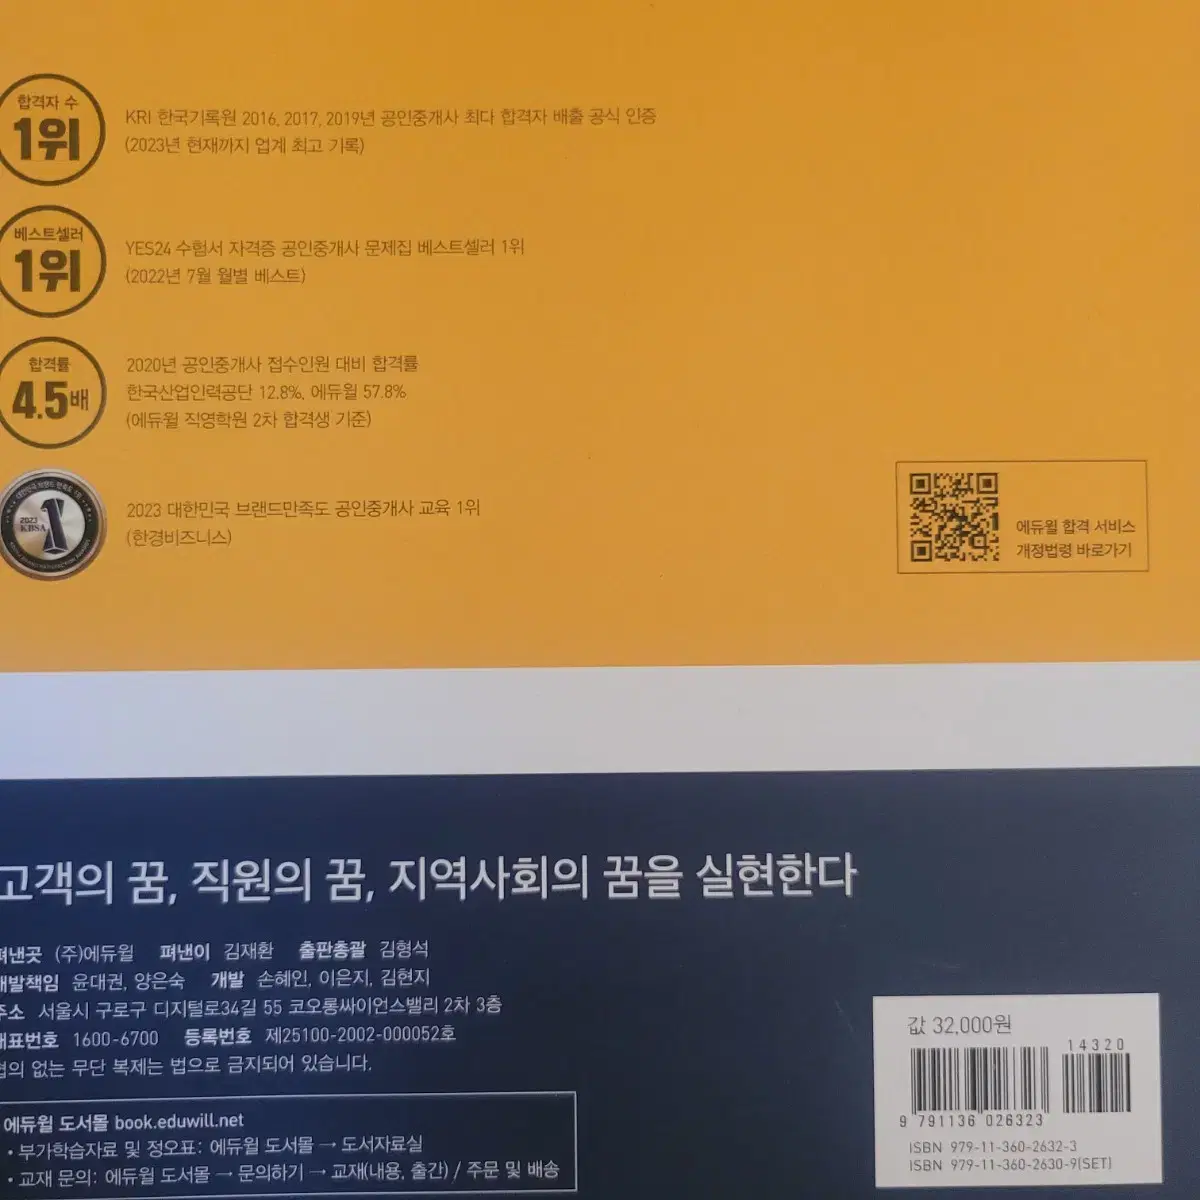 합격자 수
1위
KRI 한국기록원 2016, 2017, 2019년 공인중개사 최다 합격자 배출 공식 인증
(2023년 현재까지 업계 최고 기록)
베스트셀러
1위
YES24 수험서 자격증 공인중개사 문제집 베스트셀러 1위
(2022년 7월 월별 베스트)
합격률
4.5배
2020년 공인중개사 접수인원 대비 합격률
한국산업인력공단 12.8%, 에듀윌 57.8%
(에듀윌 직영학원 2차 합격생 기준)
2023
KBSA
1
2023 대한민국 브랜드만족도 공인중개사 교육 1위
(한경비즈니스)
에듀윌 합격 서비스
개정법령 바로가기
고객의 꿈, 직원의 꿈, 지역사회의 꿈을 실현한다
펴낸곳 (주)에듀윌 펴낸이 김재환 출판총괄 김형석
개발책임 윤대권, 양은숙 개발 손혜인, 이은지, 김현지
주소 서울시 구로구 디지털로34길 55 코오롱싸이언스밸리 2차 3층
대표번호 1600-6700 등록번호 제25100-2002-000052호
협의 없는 무단 복제는 법으로 금지되어 있습니다.
에듀윌 도서몰 book.eduwill.net
• 부가학습자료 및 정오표: 에듀윌 도서몰 → 도서자료실
• 교재 문의: 에듀윌 도서몰 → 문의하기 → 교재(내용, 출간) / 주문 및 배송
값 32,000원
14320
9 791136 026323
ISBN 979-11-360-2632-3
ISBN 979-11-360-2630-9(SET)